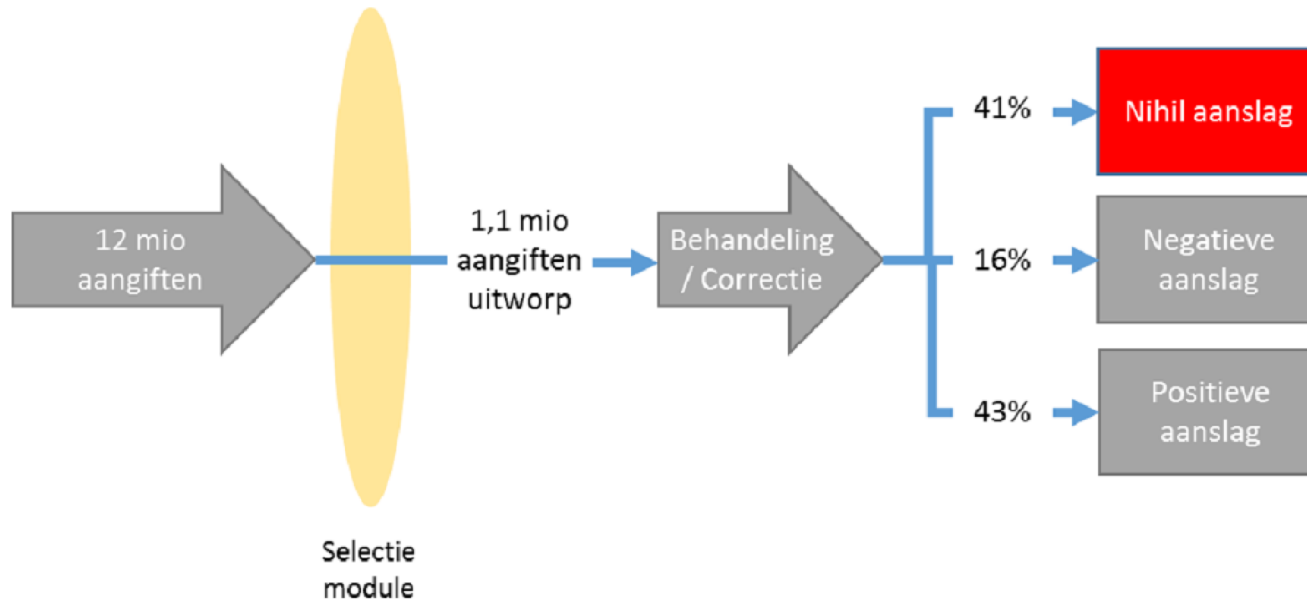 12 mio
aangiften
1,1 mio
aangiften
uitworp
Selectie
module
Behandeling
/ Correctie
41%
Nihil aanslag
16%
Negatieve
aanslag
43%
Positieve
aanslag